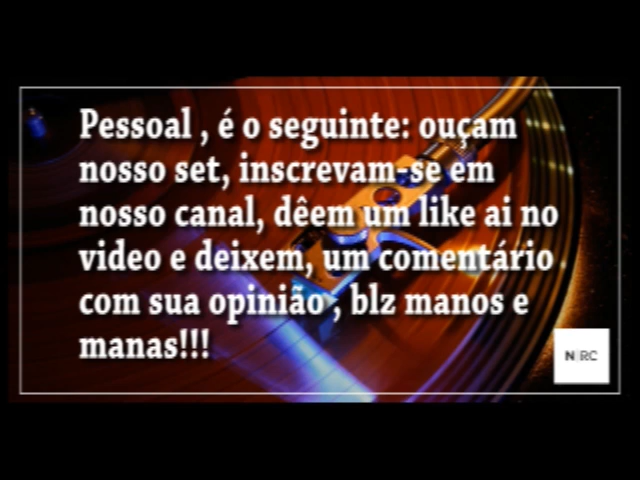 Pessoal , é o seguinte: ouçam
nosso set, inscrevam-se em
nosso canal, dêem um like ai no
video e deixem, um comentário
com sua opinião , blz manos e
manas!!!
N|RC